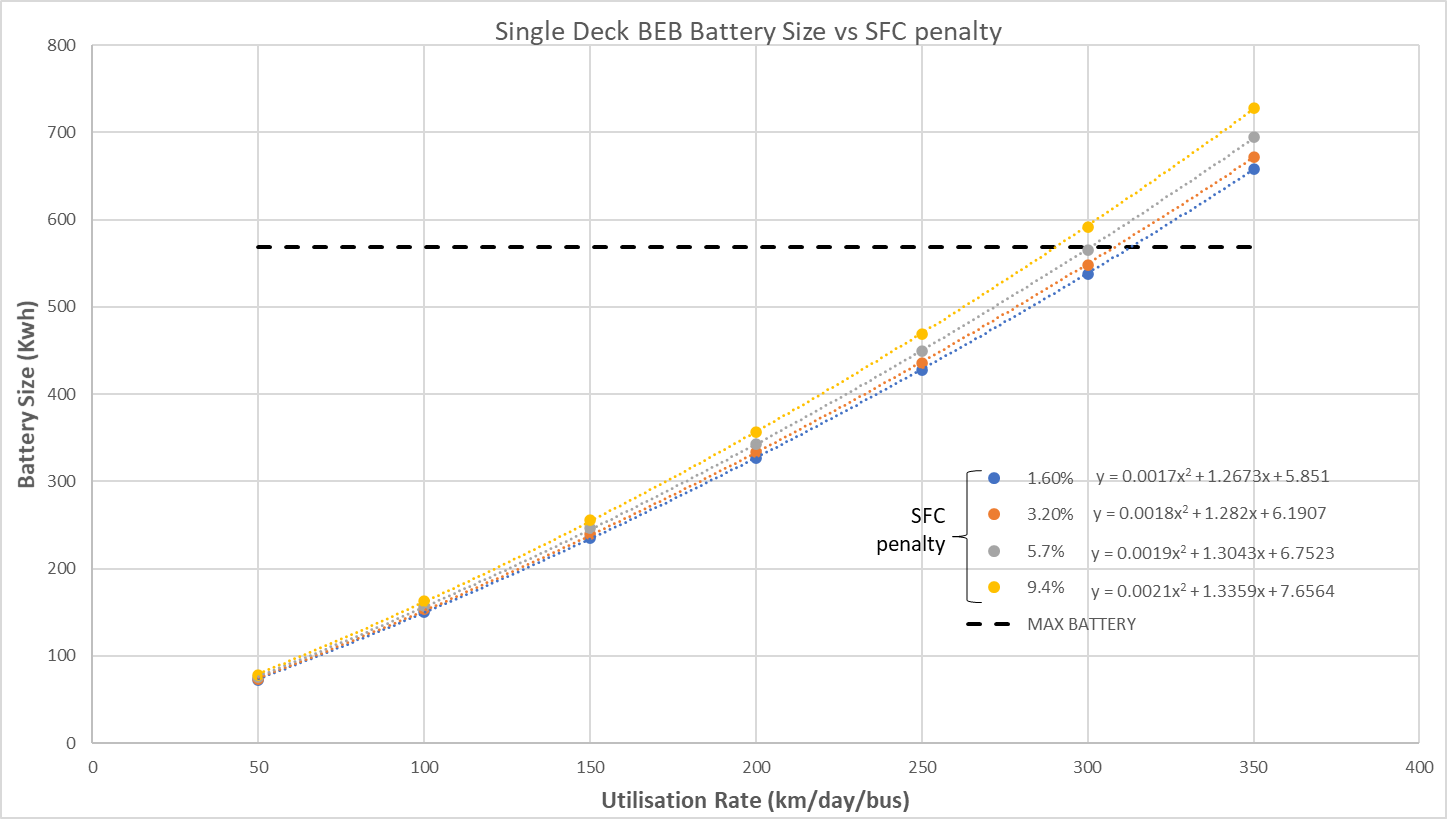 Single Deck BEB Battery Size vs SFC penalty
800
700
600
500
400
300
200
100
0
Battery Size (Kwh)
SFC
penalty
1.60% y = 0.0017x² + 1.2673x + 5.851
3.20% y = 0.0018x² + 1.282x + 6.1907
5.7% y = 0.0019x² + 1.3043x + 6.7523
9.4% y = 0.0021x² + 1.3359x + 7.6564
MAX BATTERY
0 50 100 150 200 250 300 350 400
Utilisation Rate (km/day/bus)